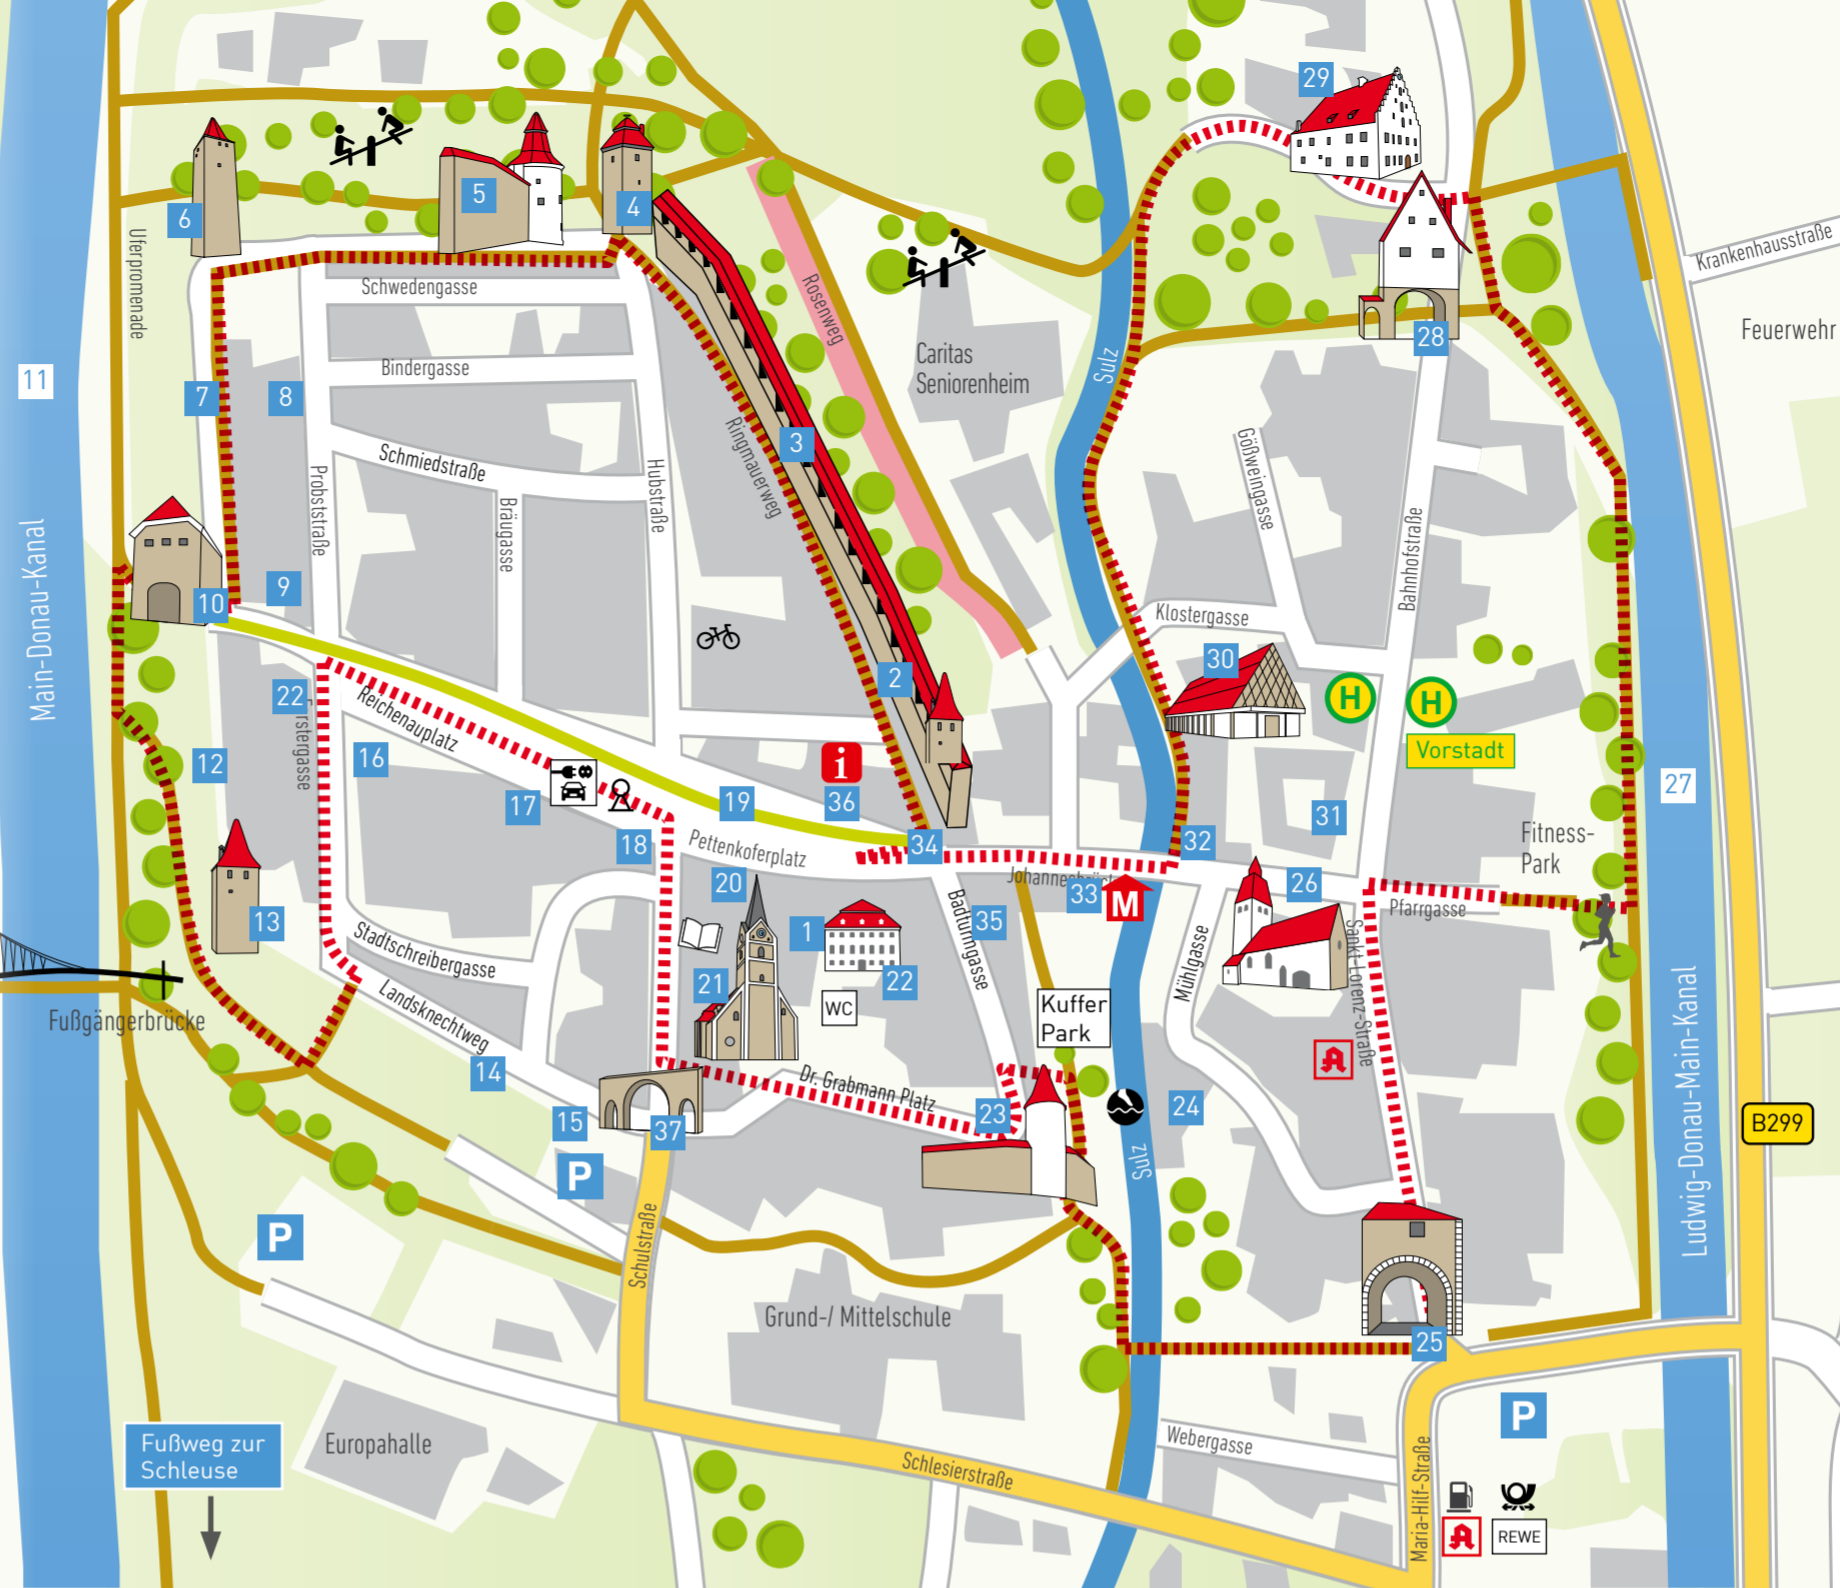 29
5
4
6
Uferpromenade
Schwedengasse
Rosenweg
Krankenhausstraße
Feuerwehr
28
Caritas
Seniorenheim
Sulz
Bindergasse
11
7
8
3
Ringmauerweg
Schmiedstraße
Probststraße
Bräugasse
Hubstraße
Gößweingasse
Bahnhofstraße
Main-Donau-Kanal
9
10
Klostergasse
30
2
H
H
Vorstadt
22
Reichenauplatz
12
16
i
27
17
19
36
31
18
Pettenkoferplatz
34
32
Fitness-
Park
20
33
M
26
Pfarrgasse
13
1
35
Badturmgasse
Stadtschreibergasse
Mühlgasse
Sankt-Lorenz-Straße
21
22
WC
Kuffer
Park
Fußgängerbrücke
Landsknechtweg
14
Dr. Grabmann Platz
23
24
Ludwig-Donau-Main-Kanal
B299
15
37
P
Sulz
P
Schulstraße
Grund-/ Mittelschule
25
P
Fußweg zur
Schleuse
Europahalle
Schlesierstraße
Webergasse
Maria-Hilf-Straße
REWE